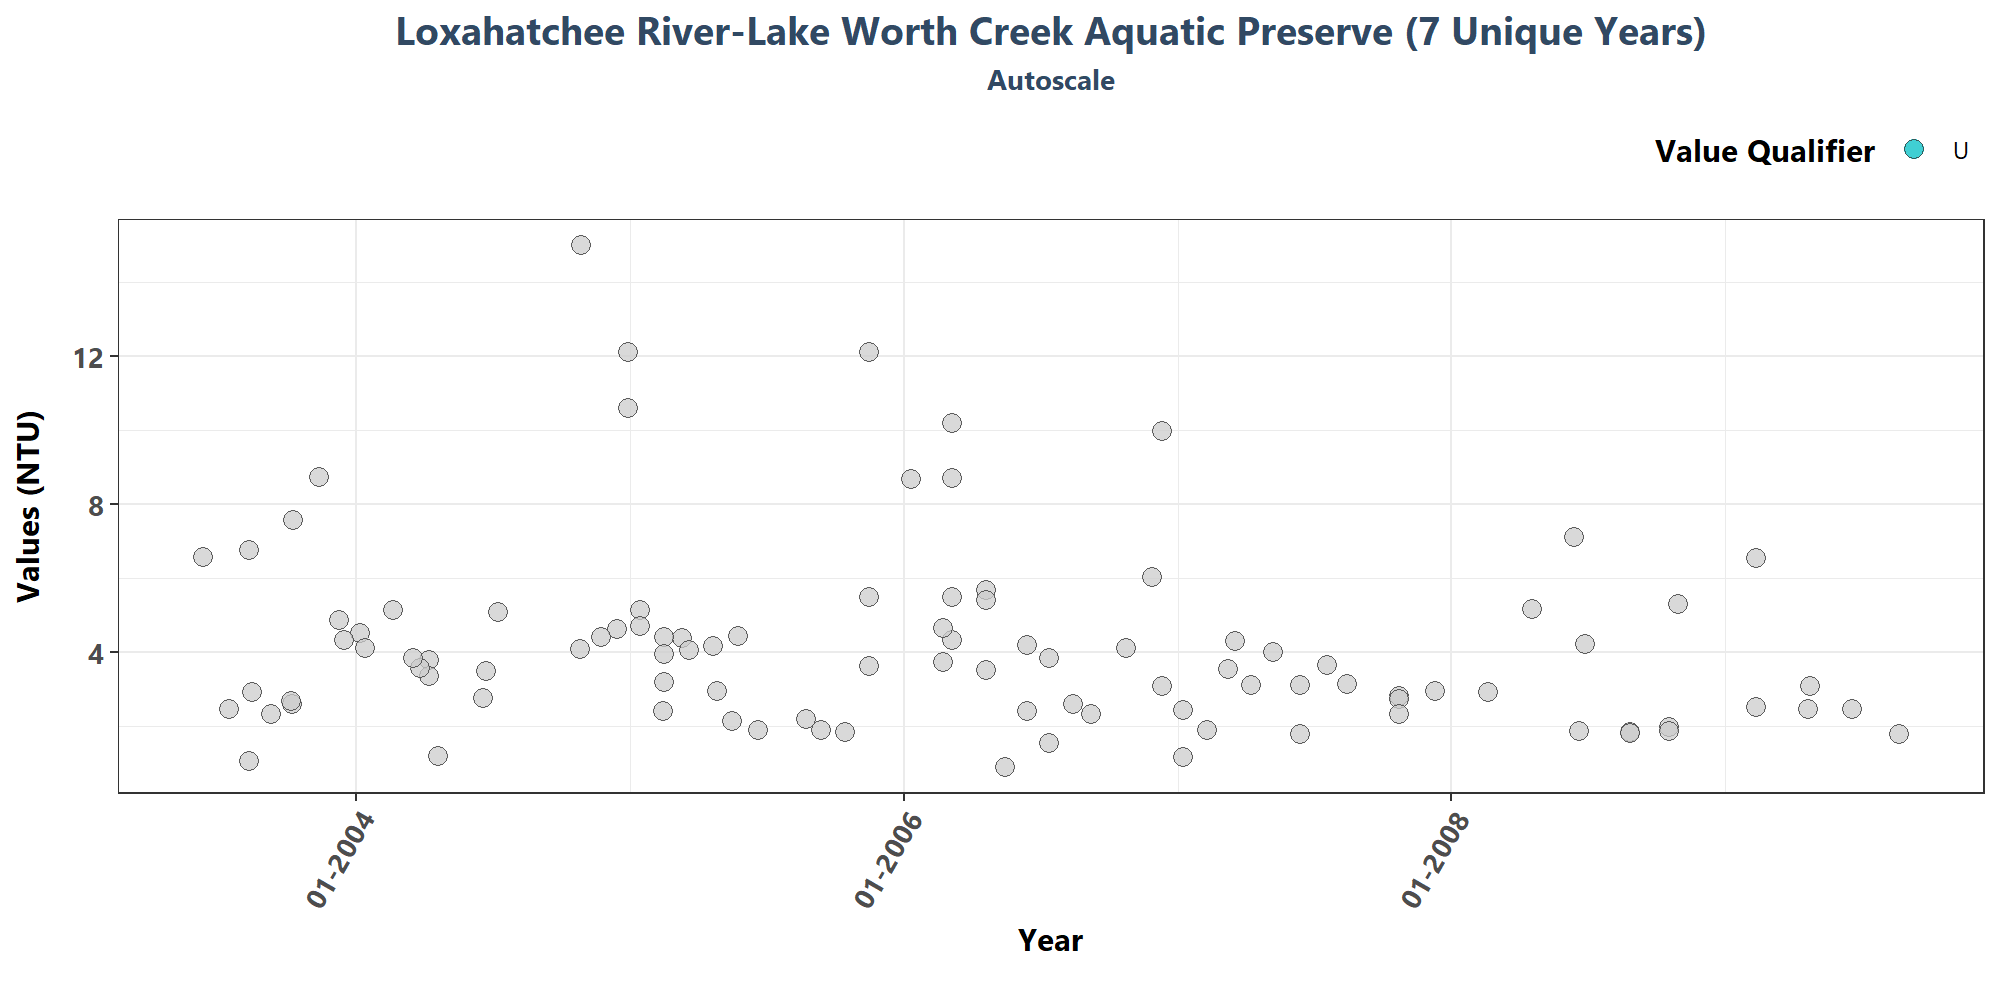 Loxahatchee River-Lake Worth Creek Aquatic Preserve (7 Unique Years)
Autoscale
Value Qualifier U
12
8
4
Values (NTU)
01-2004
01-2006
01-2008
Year